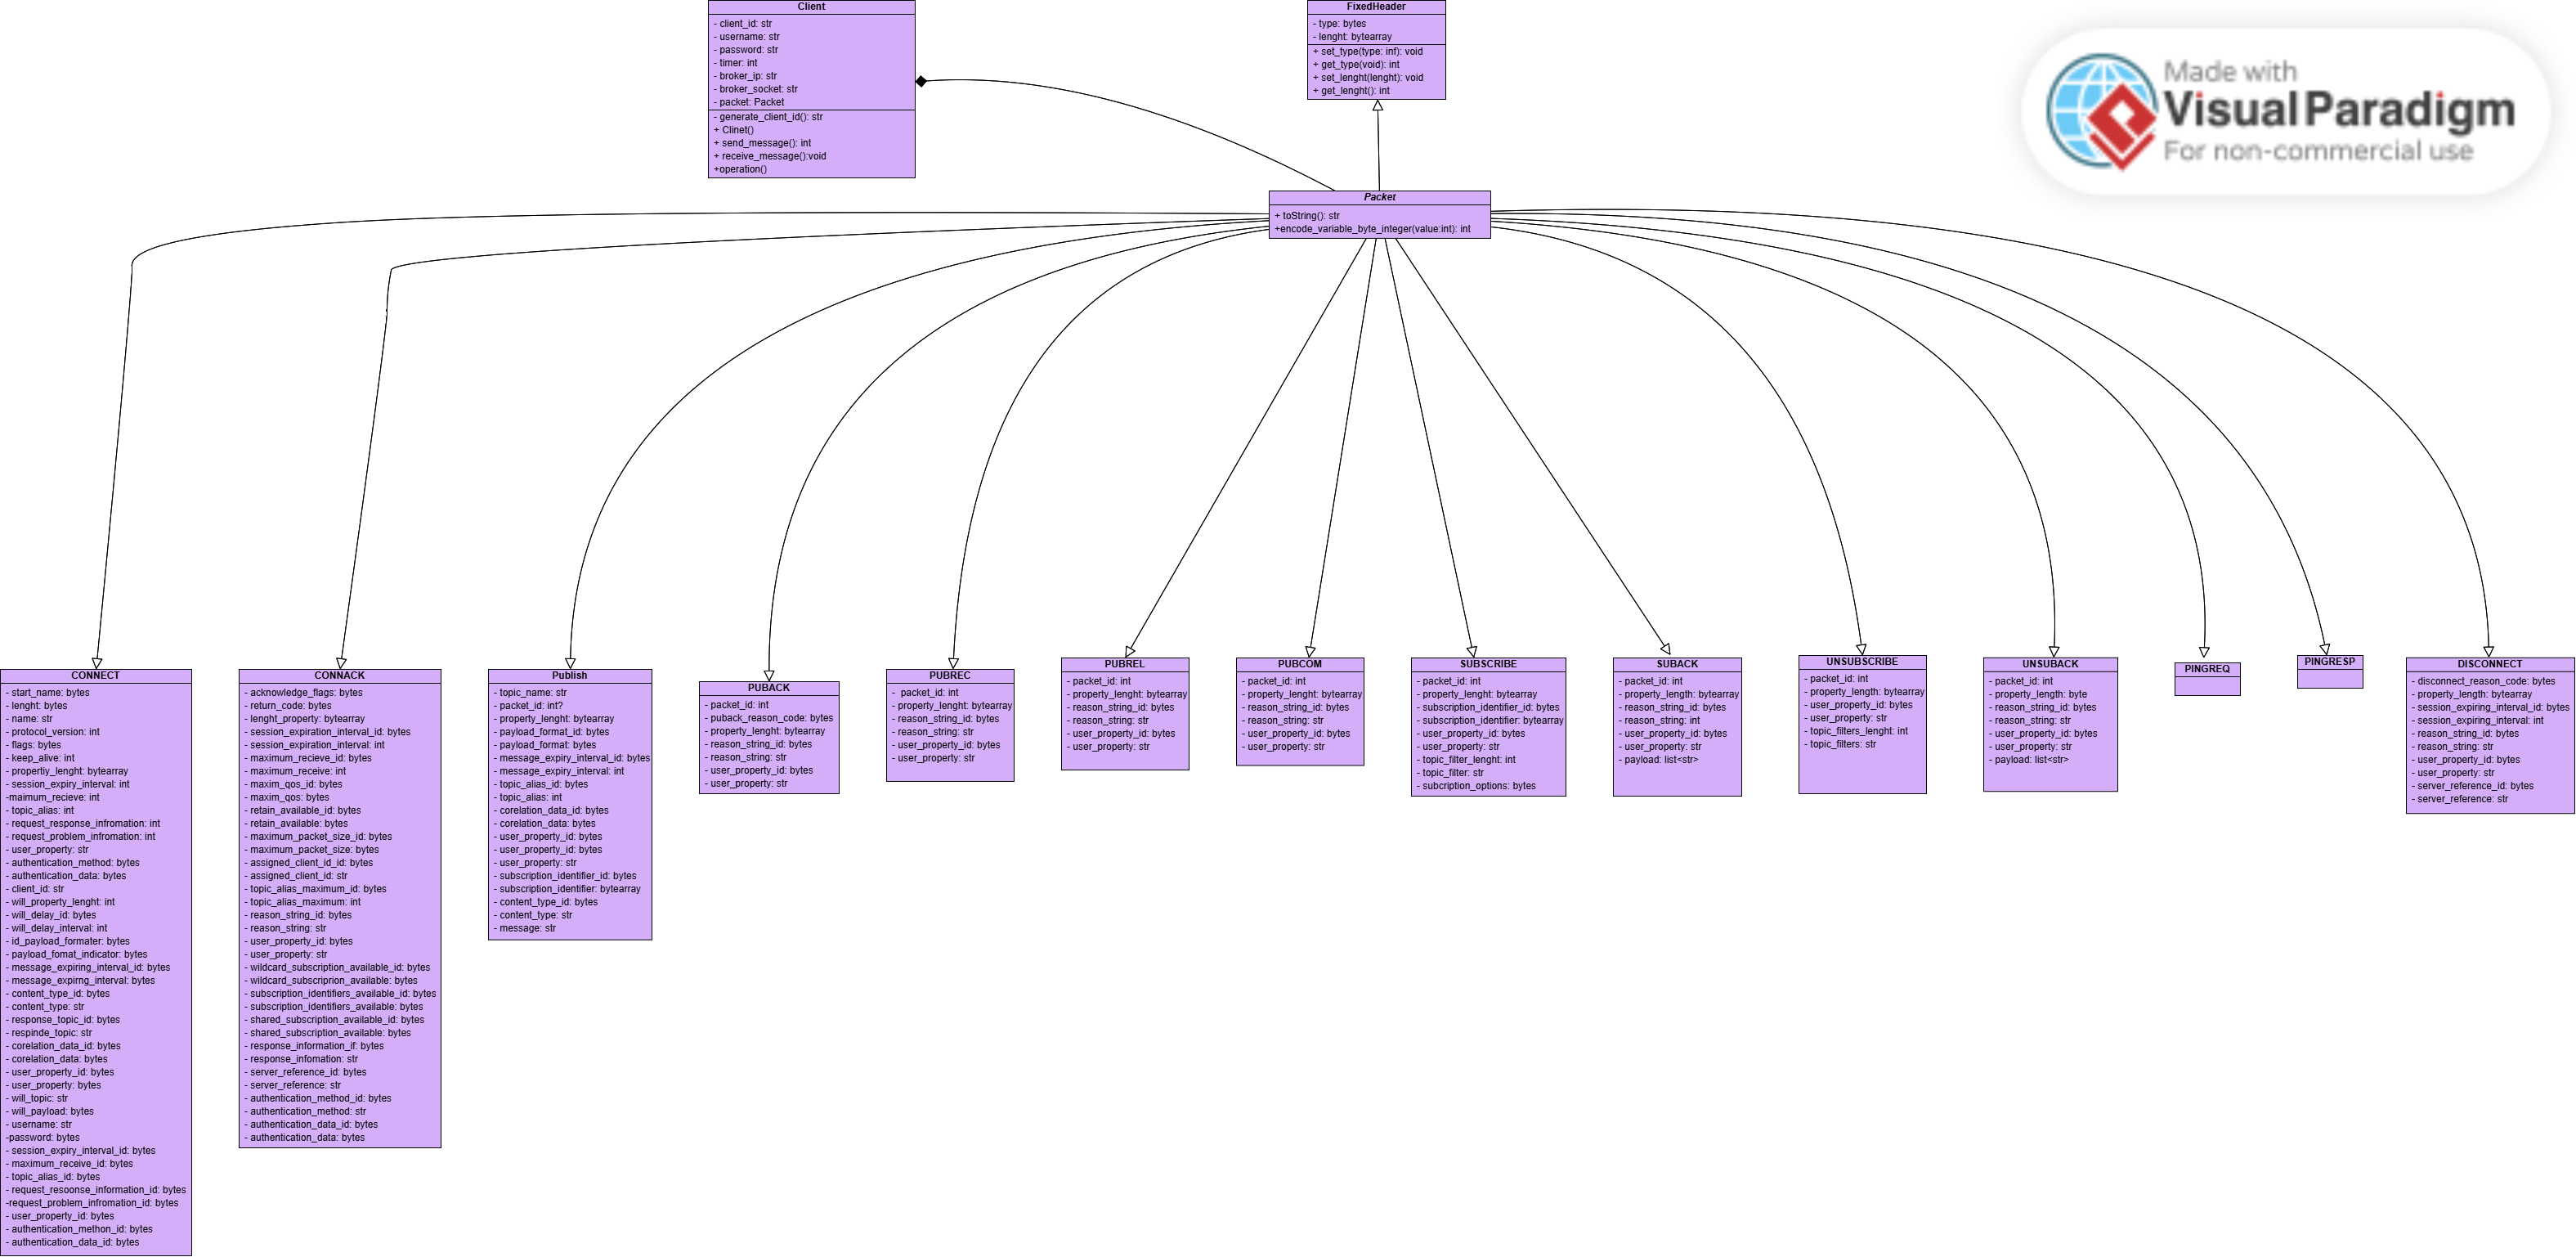 Client
- client_id: str
- username: str
- password: str
- timer: int
- broker_ip: str
- broker_socket: str
- packet: Packet
- generate_client_id(): str
+ Clinet()
+ send_message(): int
+ receive_message():void
+operation()
FixedHeader
- type: bytes
- lenght: bytearray
+ set_type(type: inf): void
+ get_type(void): int
+ set_lenght(lenght): void
+ get_lenght(): int
Made with
Visual Paradigm
For non-commercial use
Packet
+ toString(): str
+encode_variable_byte_integer(value:int): int
CONNECT
- start_name: bytes
- lenght: bytes
- name: str
- protocol_version: int
- flags: bytes
- keep_alive: int
- propertiy_lenght: bytearray
- session_expiry_interval: int
-maimum_recieve: int
- topic_alias: int
- request_response_infromation: int
- request_problem_infromation: int
- user_property: str
- authentication_method: bytes
- authentication_data: bytes
- client_id: str
- will_property_lenght: int
- will_delay_id: bytes
- will_delay_interval: int
- id_payload_formater: bytes
- payload_fomat_indicator: bytes
- message_expiring_interval_id: bytes
- message_expirng_interval: bytes
- content_type_id: bytes
- content_type: str
- response_topic_id: bytes
- respinde_topic: str
- corelation_data_id: bytes
- corelation_data: bytes
- user_property_id: bytes
- user_property: bytes
- will_topic: str
- will_payload: bytes
- username: str
-password: bytes
- session_expiry_interval_id: bytes
- maximum_receive_id: bytes
- topic_alias_id: bytes
- request_resoonse_information_id: bytes
-request_problem_infromation_id: bytes
- user_property_id: bytes
- authentication_methon_id: bytes
- authentication_data_id: bytes
CONNACK
- acknowledge_flags: bytes
- return_code: bytes
- lenght_property: bytearray
- session_expiration_interval_id: bytes
- session_expiration_interval: int
- maximum_recieve_id: bytes
- maximum_receive: int
- maxim_qos_id: bytes
- maxim_qos: bytes
- retain_available_id: bytes
- retain_available: bytes
- maximum_packet_size_id: bytes
- maximum_packet_size: bytes
- assigned_client_id_id: bytes
- assigned_client_id: str
- topic_alias_maximum_id: bytes
- topic_alias_maximum: int
- reason_string_id: bytes
- reason_string: str
- user_property_id: bytes
- user_property: str
- wildcard_subscription_available_id: bytes
- wildcard_subscriprion_available: bytes
- subscription_identifiers_available_id: bytes
- subscription_identifiers_available: bytes
- shared_subscription_available_id: bytes
- shared_subscription_available: bytes
- response_information_if: bytes
- response_infomation: str
- server_reference_id: bytes
- server_reference: str
- authentication_method_id: bytes
- authentication_method: str
- authentication_data_id: bytes
- authentication_data: bytes
Publish
- topic_name: str
- packet_id: int?
- property_lenght: bytearray
- payload_format_id: bytes
- payload_format: bytes
- message_expiry_interval_id: bytes
- message_expiry_interval: int
- topic_alias_id: bytes
- topic_alias: int
- corelation_data_id: bytes
- corelation_data: bytes
- user_property_id: bytes
- user_property_id: bytes
- user_property: str
- subscription_identifier_id: bytes
- subscription_identifier: bytearray
- content_type_id: bytes
- content_type: str
- message: str
PUBACK
- packet_id: int
- puback_reason_code: bytes
- property_lenght: bytearray
- reason_string_id: bytes
- reason_string: str
- user_property_id: bytes
- user_property: str
PUBREC
- packet_id: int
- property_lenght: bytearray
- reason_string_id: bytes
- reason_string: str
- user_property_id: bytes
- user_property: str
PUBREL
- packet_id: int
- property_lenght: bytearray
- reason_string_id: bytes
- reason_string: str
- user_property_id: bytes
- user_property: str
PUBCOM
- packet_id: int
- property_lenght: bytearray
- reason_string_id: bytes
- reason_string: str
- user_property_id: bytes
- user_property: str
SUBSCRIBE
- packet_id: int
- property_lenght: bytearray
- subscription_identifier_id: bytes
- subscription_identifier: bytearray
- user_property_id: bytes
- user_property: str
- topic_filter_lenght: int
- topic_filter: str
- subcription_options: bytes
SUBACK
- packet_id: int
- property_length: bytearray
- reason_string_id: bytes
- reason_string: int
- user_property_id: bytes
- user_property: str
- payload: list<str>
UNSUBSCRIBE
- packet_id: int
- property_length: bytearray
- user_property_id: bytes
- user_property: str
- topic_filters_lenght: int
- topic_filters: str
UNSUBACK
- packet_id: int
- property_length: byte
- reason_string_id: bytes
- reason_string: str
- user_property_id: bytes
- user_property: str
- payload: list<str>
PINGREQ
PINGRESP
DISCONNECT
- disconnect_reason_code: bytes
- property_length: bytearray
- session_expiring_interval_id: bytes
- session_expiring_interval: int
- reason_string_id: bytes
- reason_string: str
- user_property_id: bytes
- user_property: str
- server_reference_id: bytes
- server_reference: str